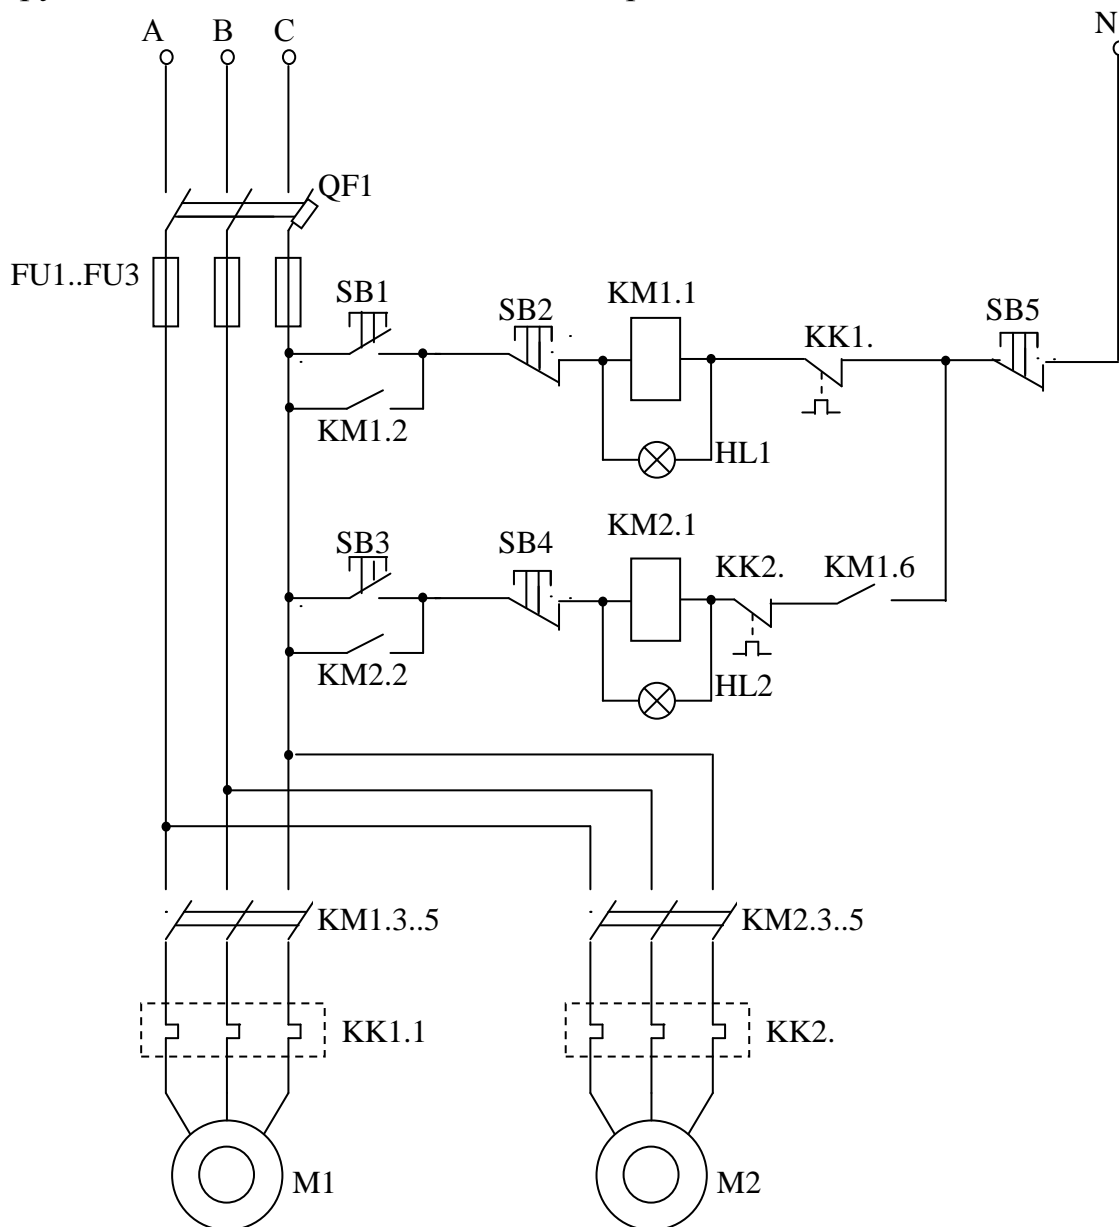 A B C N
QF1
FU1..FU3
SB1 SB2 KM1.1 KK1. SB5
KM1.2 HL1
SB3 SB4 KM2.1 KK2. KM1.6
KM2.2 HL2
KM1.3..5 KM2.3..5
KK1.1 KK2.
M1 M2